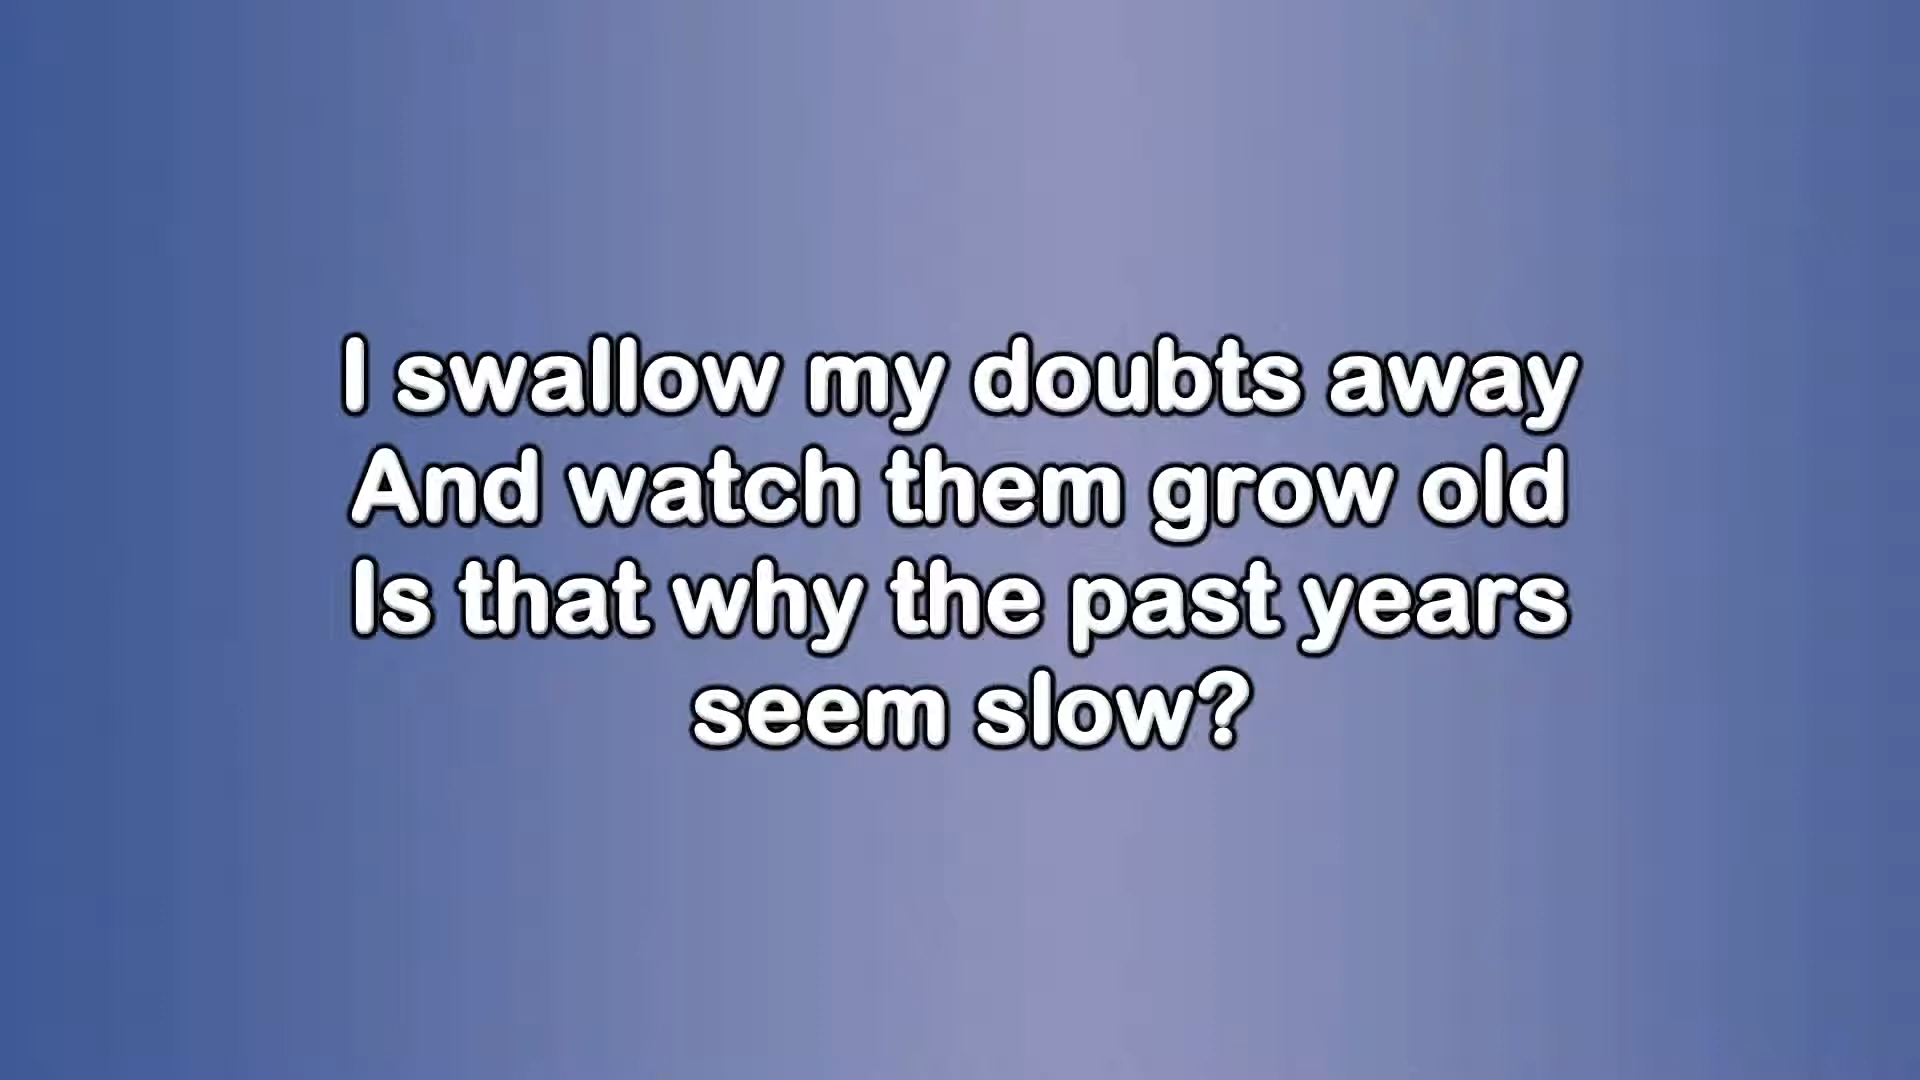 I swallow my doubts away
And watch them grow old
Is that why the past years
seem slow?